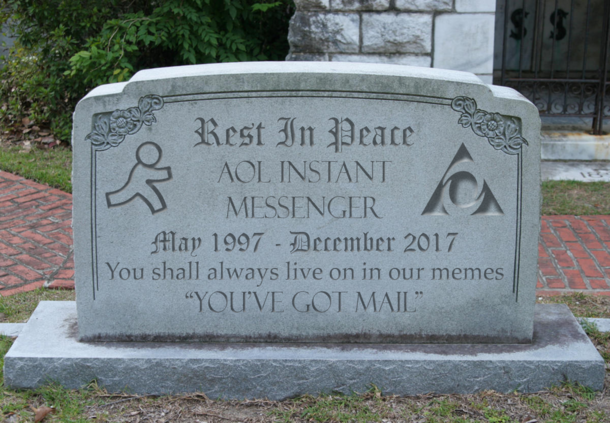 Rest In Peace
AOL INSTANT
MESSENGER
May 1997 - December 2017
You shall always live on in our memes
"YOU'VE GOT MAIL"